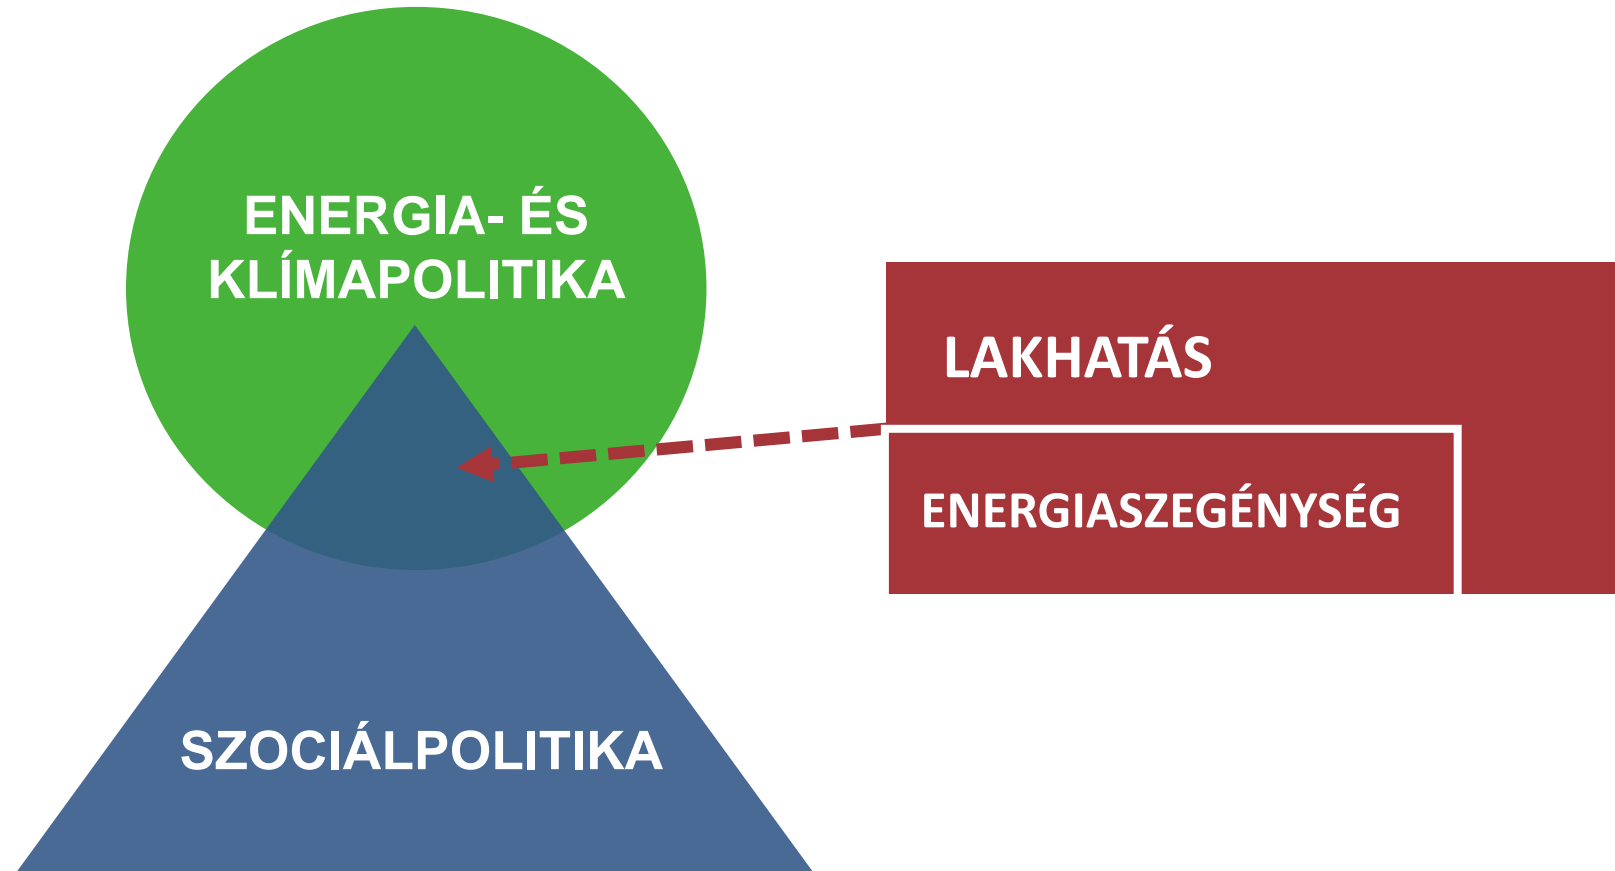 ENERGIA- ÉS
KLÍMAPOLITIKA
LAKHATÁS
ENERGIASZEGÉNYSÉG
SZOCIÁLPOLITIKA